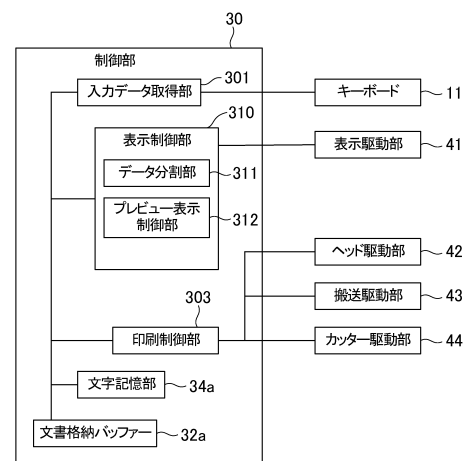 30
制御部
301
入力データ取得部
キーボード
11
310
表示制御部
表示駆動部
41
データ分割部
311
プレビュー表示
制御部
312
ヘッド駆動部
42
搬送駆動部
43
303
印刷制御部
カッター駆動部
44
文字記憶部
34a
文書格納バッファー
32a